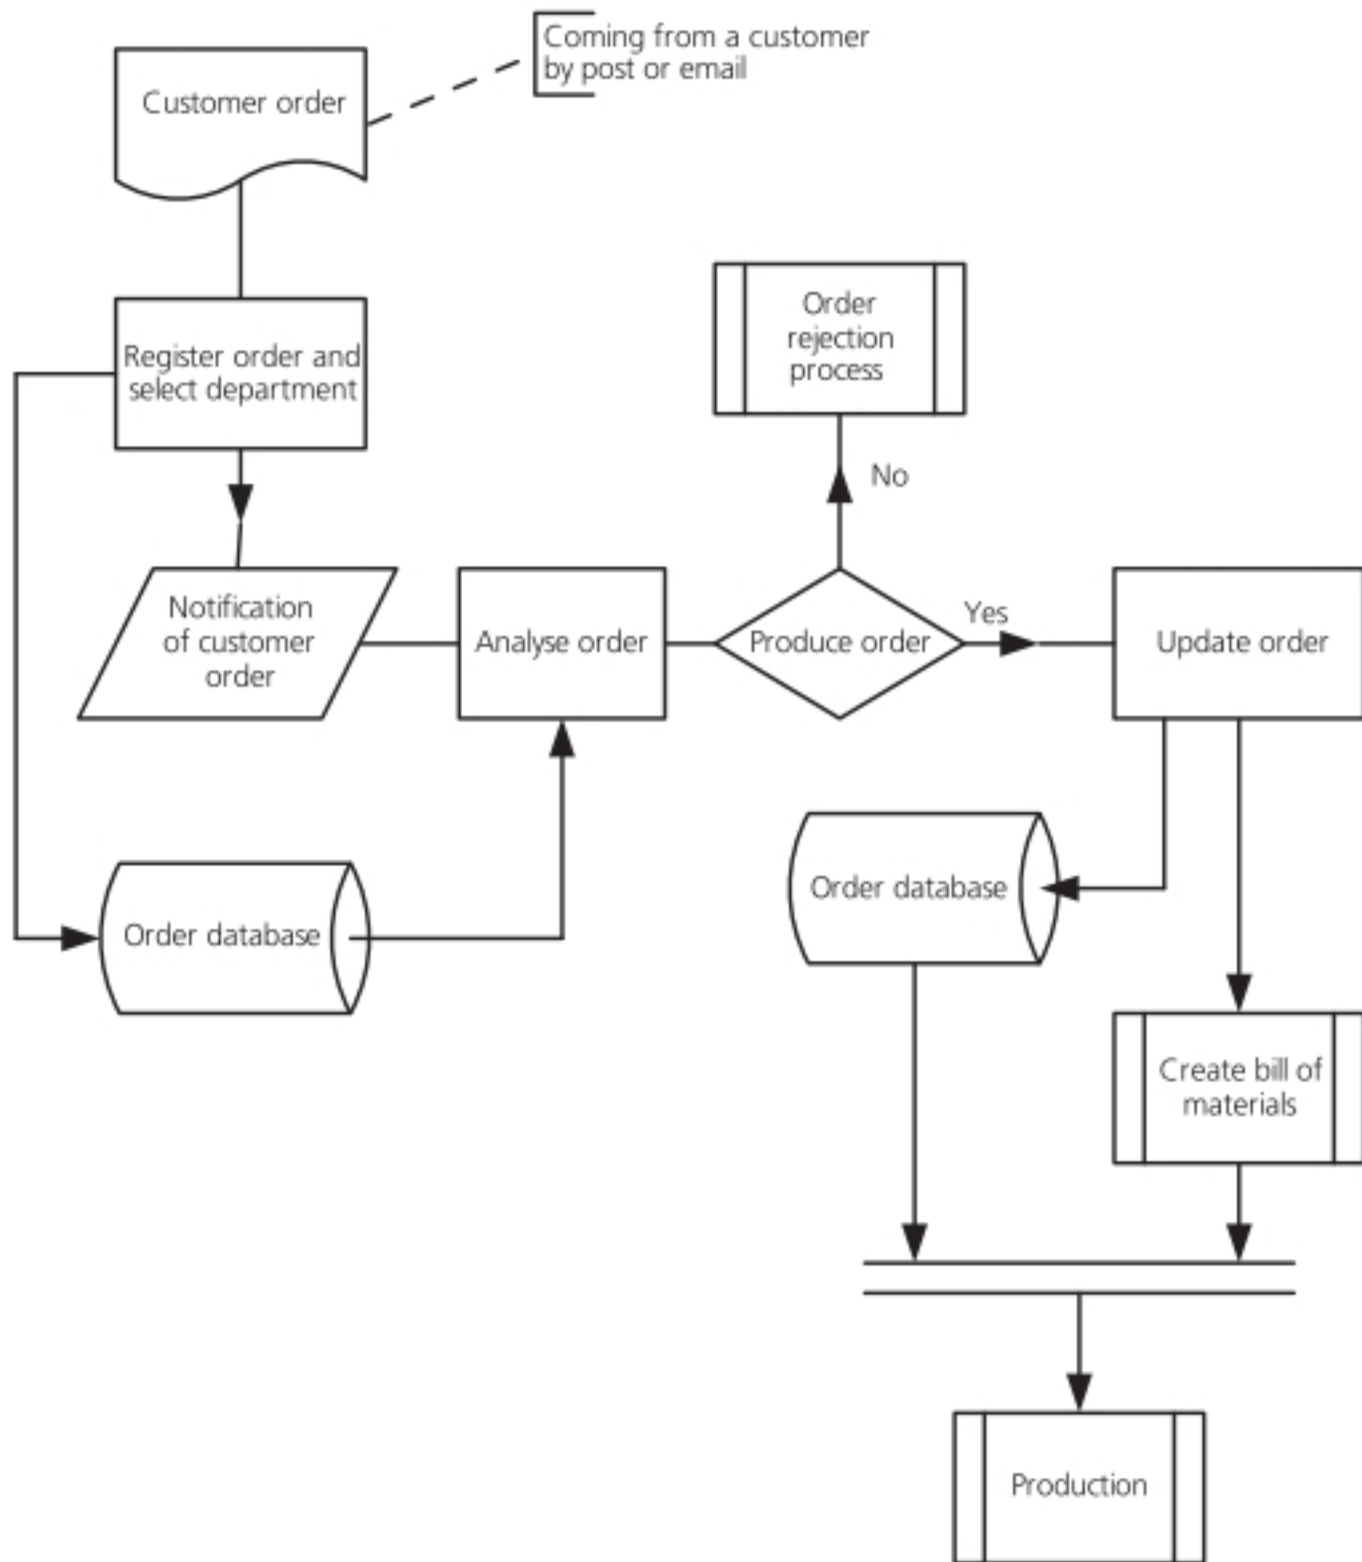 Coming from a customer
by post or email
Customer order
Register order and
select department
Order
rejection
process
No
Notification
of customer
order
Analyse order
Produce order
Yes
Update order
Order database
Order database
Create bill of
materials
Production